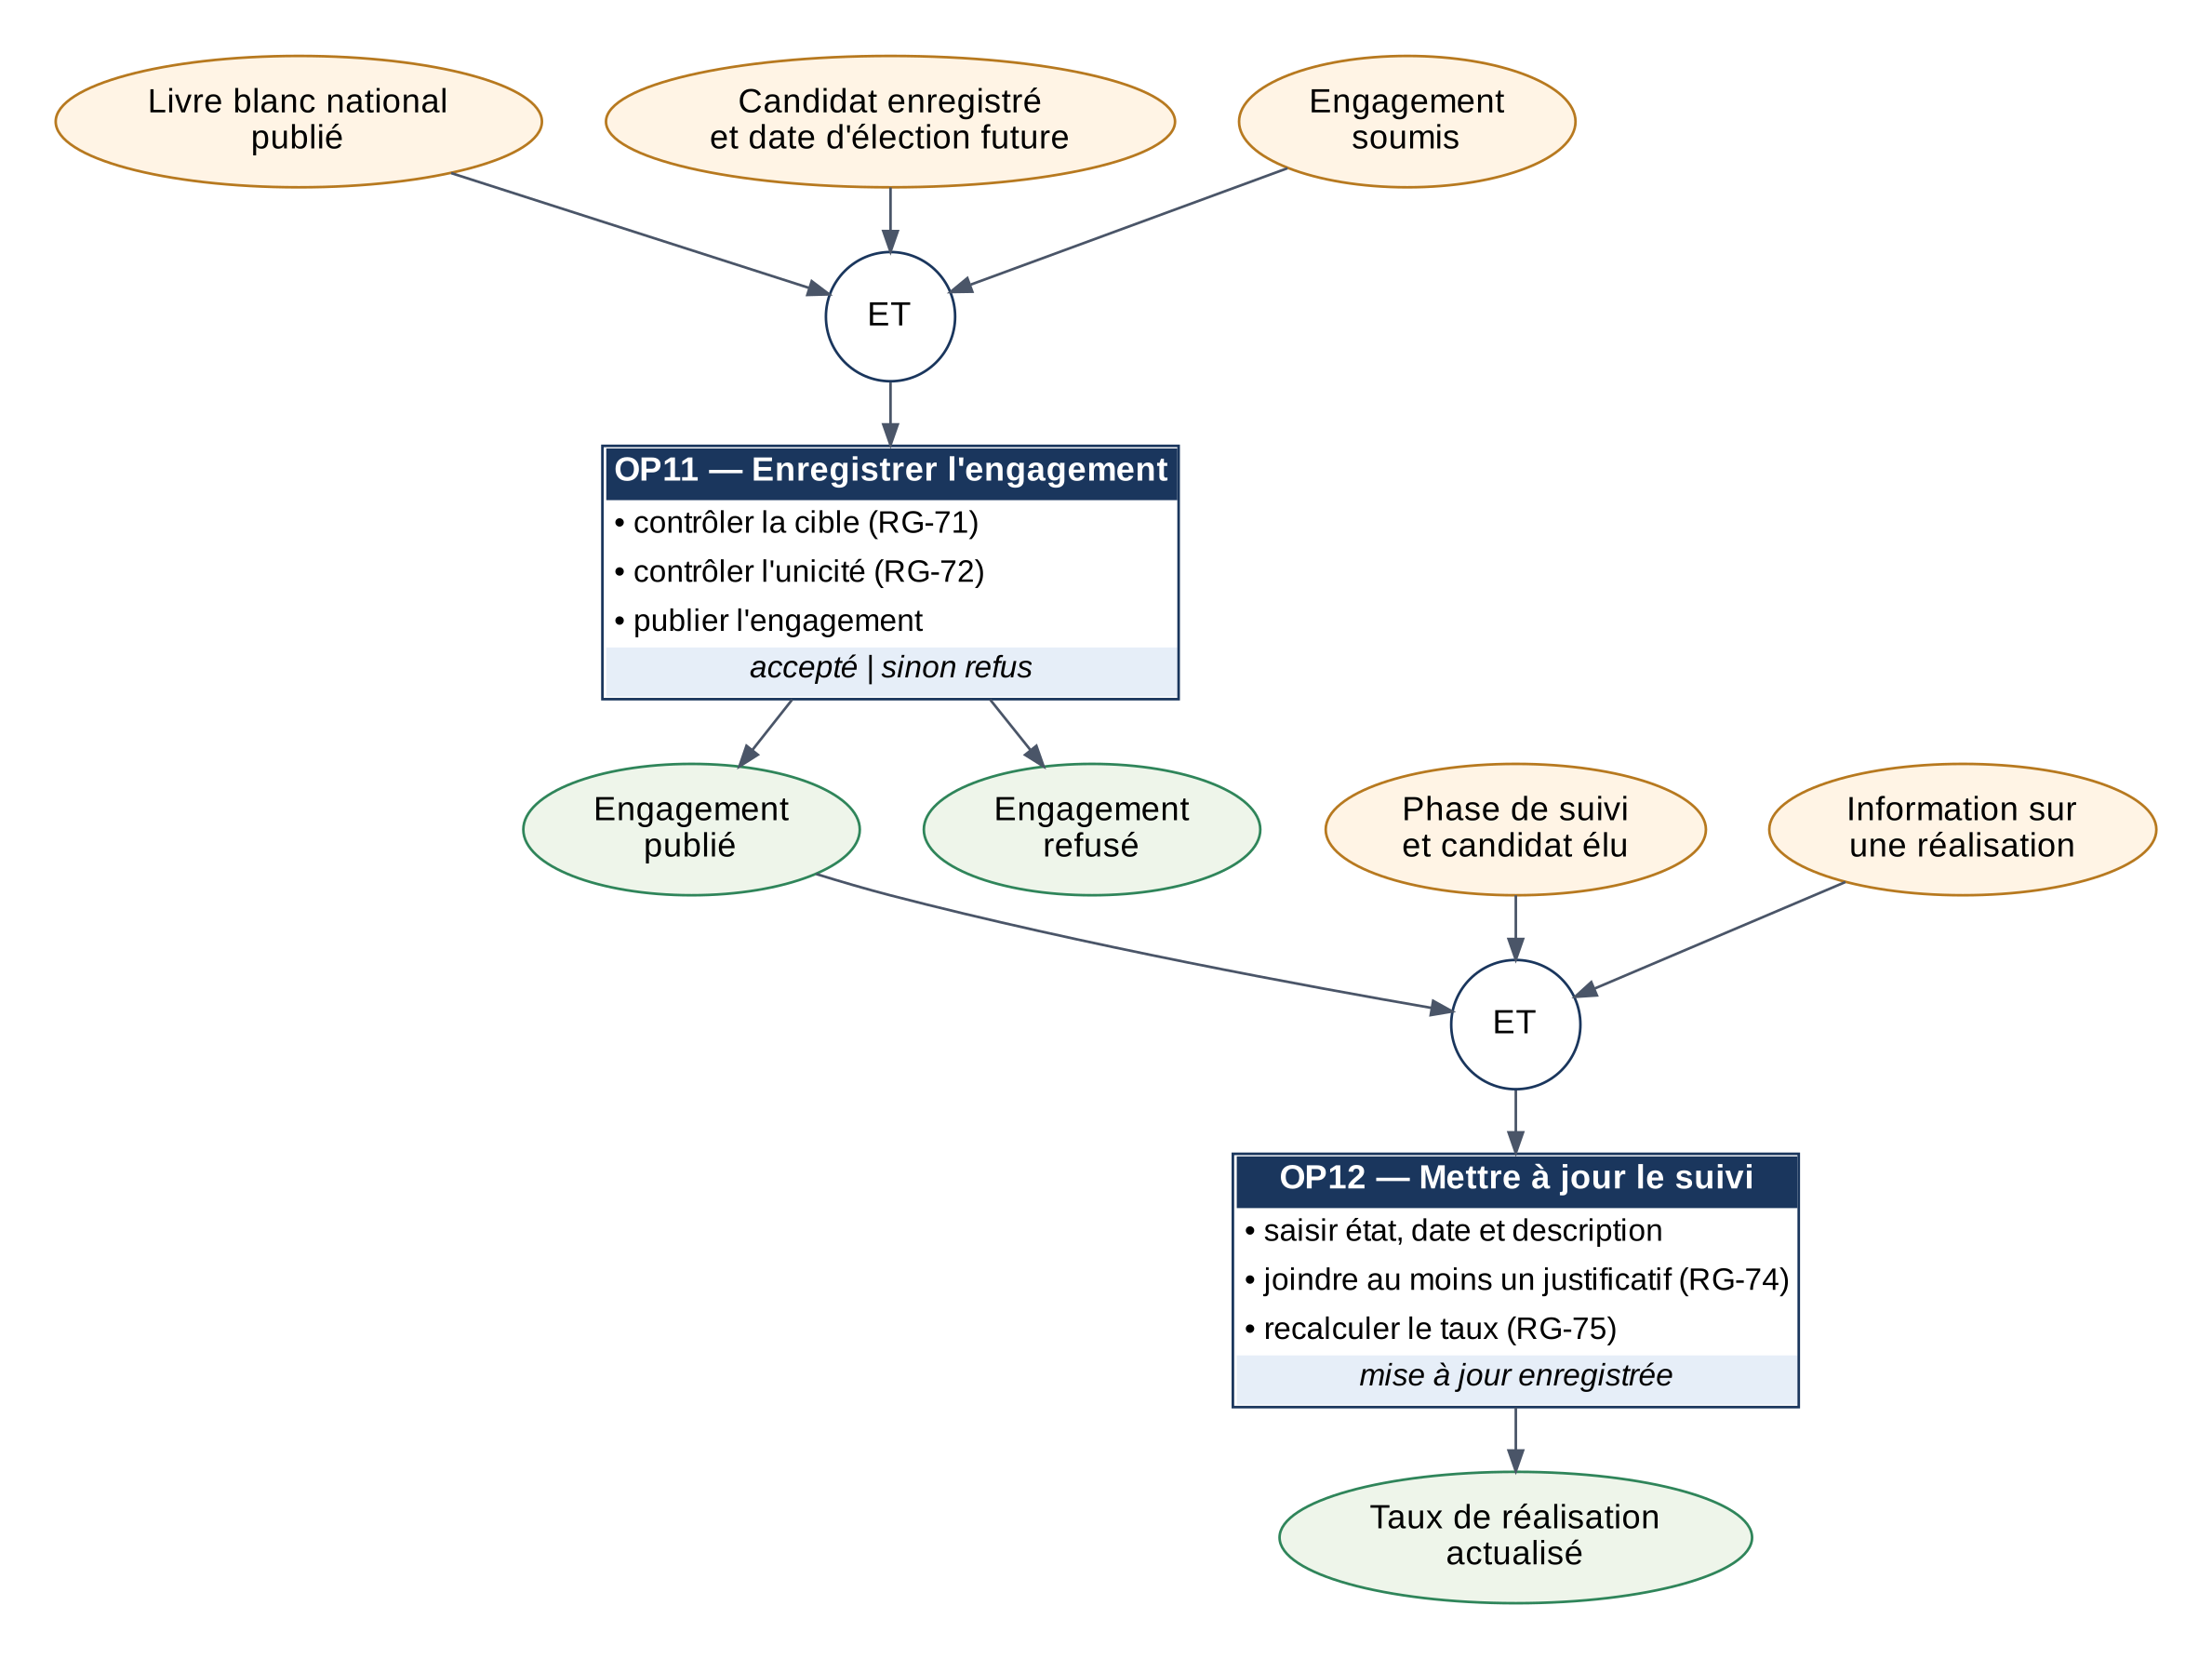 Livre blanc national
publié
Candidat enregistré
et date d'élection future
Engagement
soumis
ET
OP11 — Enregistrer l'engagement
• contrôler la cible (RG-71)
• contrôler l'unicité (RG-72)
• publier l'engagement
accepté | sinon refus
Engagement
publié
Engagement
refusé
Phase de suivi
et candidat élu
Information sur
une réalisation
ET
OP12 — Mettre à jour le suivi
• saisir état, date et description
• joindre au moins un justificatif (RG-74)
• recalculer le taux (RG-75)
mise à jour enregistrée
Taux de réalisation
actualisé